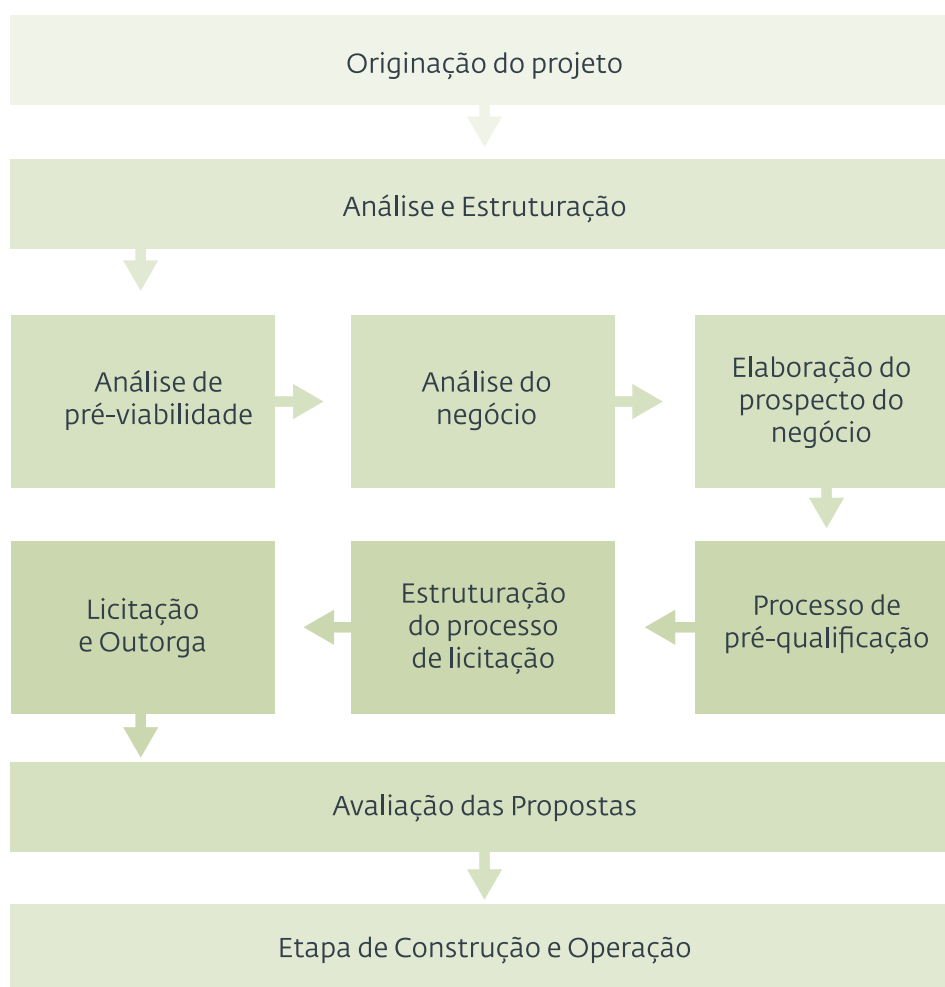 Originação do projeto
Análise e Estruturação
Análise de
pré-viabilidade
Análise do
negócio
Elaboração do
prospecto do
negócio
Processo de
pré-qualificação
Estruturação
do processo
de licitação
Licitação
e Outorga
Avaliação das Propostas
Etapa de Construção e Operação